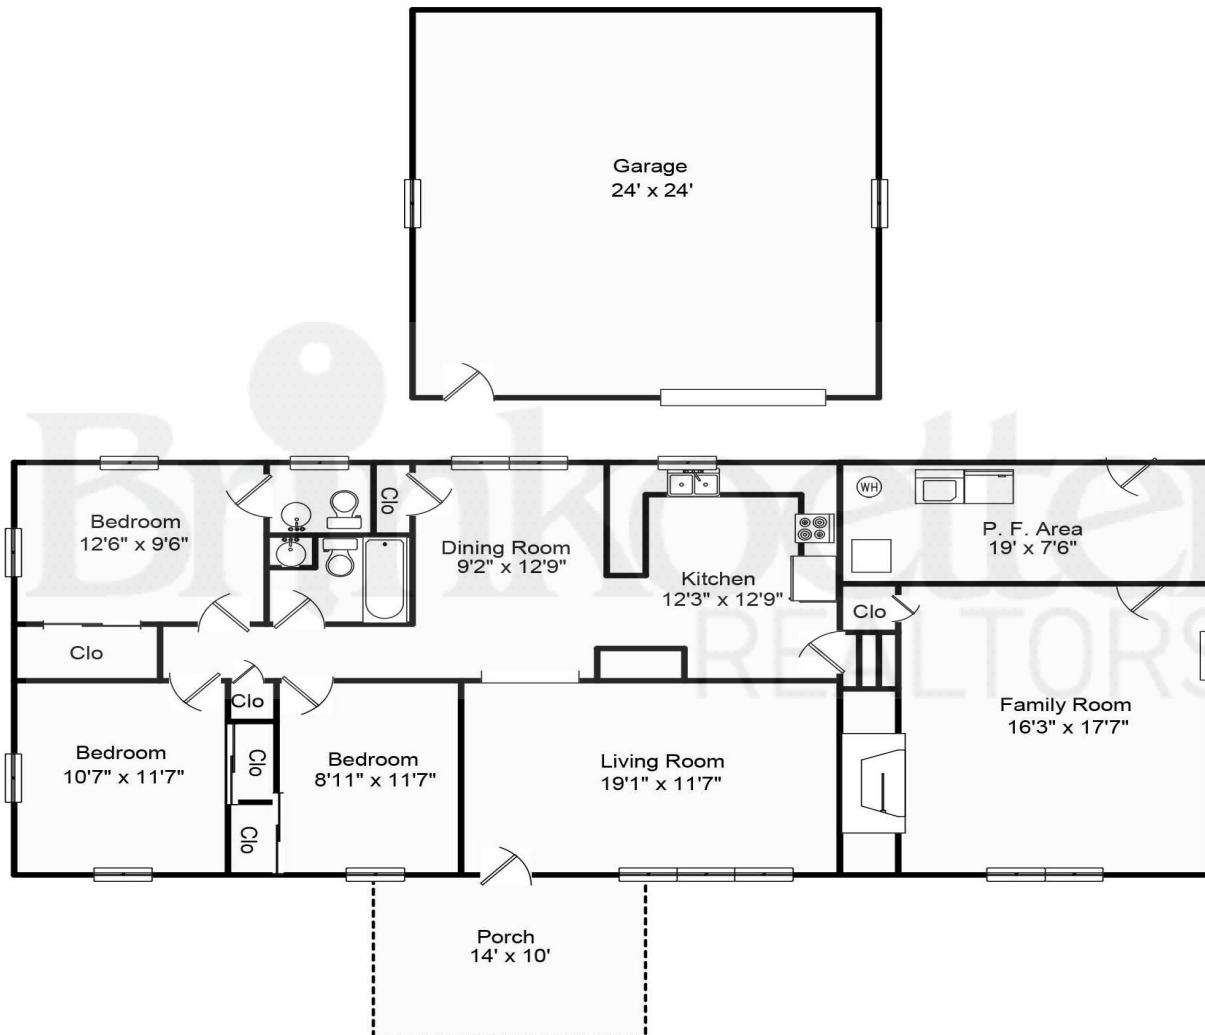 Garage
24' x 24'
Brinkoetter
REALTORS
Bedroom
12'6" x 9'6"
Clo
Dining Room
9'2" x 12'9"
Kitchen
12'3" x 12'9"
WH
P. F. Area
19' x 7'6"
Clo
Clo
Clo
Bedroom
10'7" x 11'7"
Clo
Clo
Bedroom
8'11" x 11'7"
Living Room
19'1" x 11'7"
Family Room
16'3" x 17'7"
Porch
14' x 10'